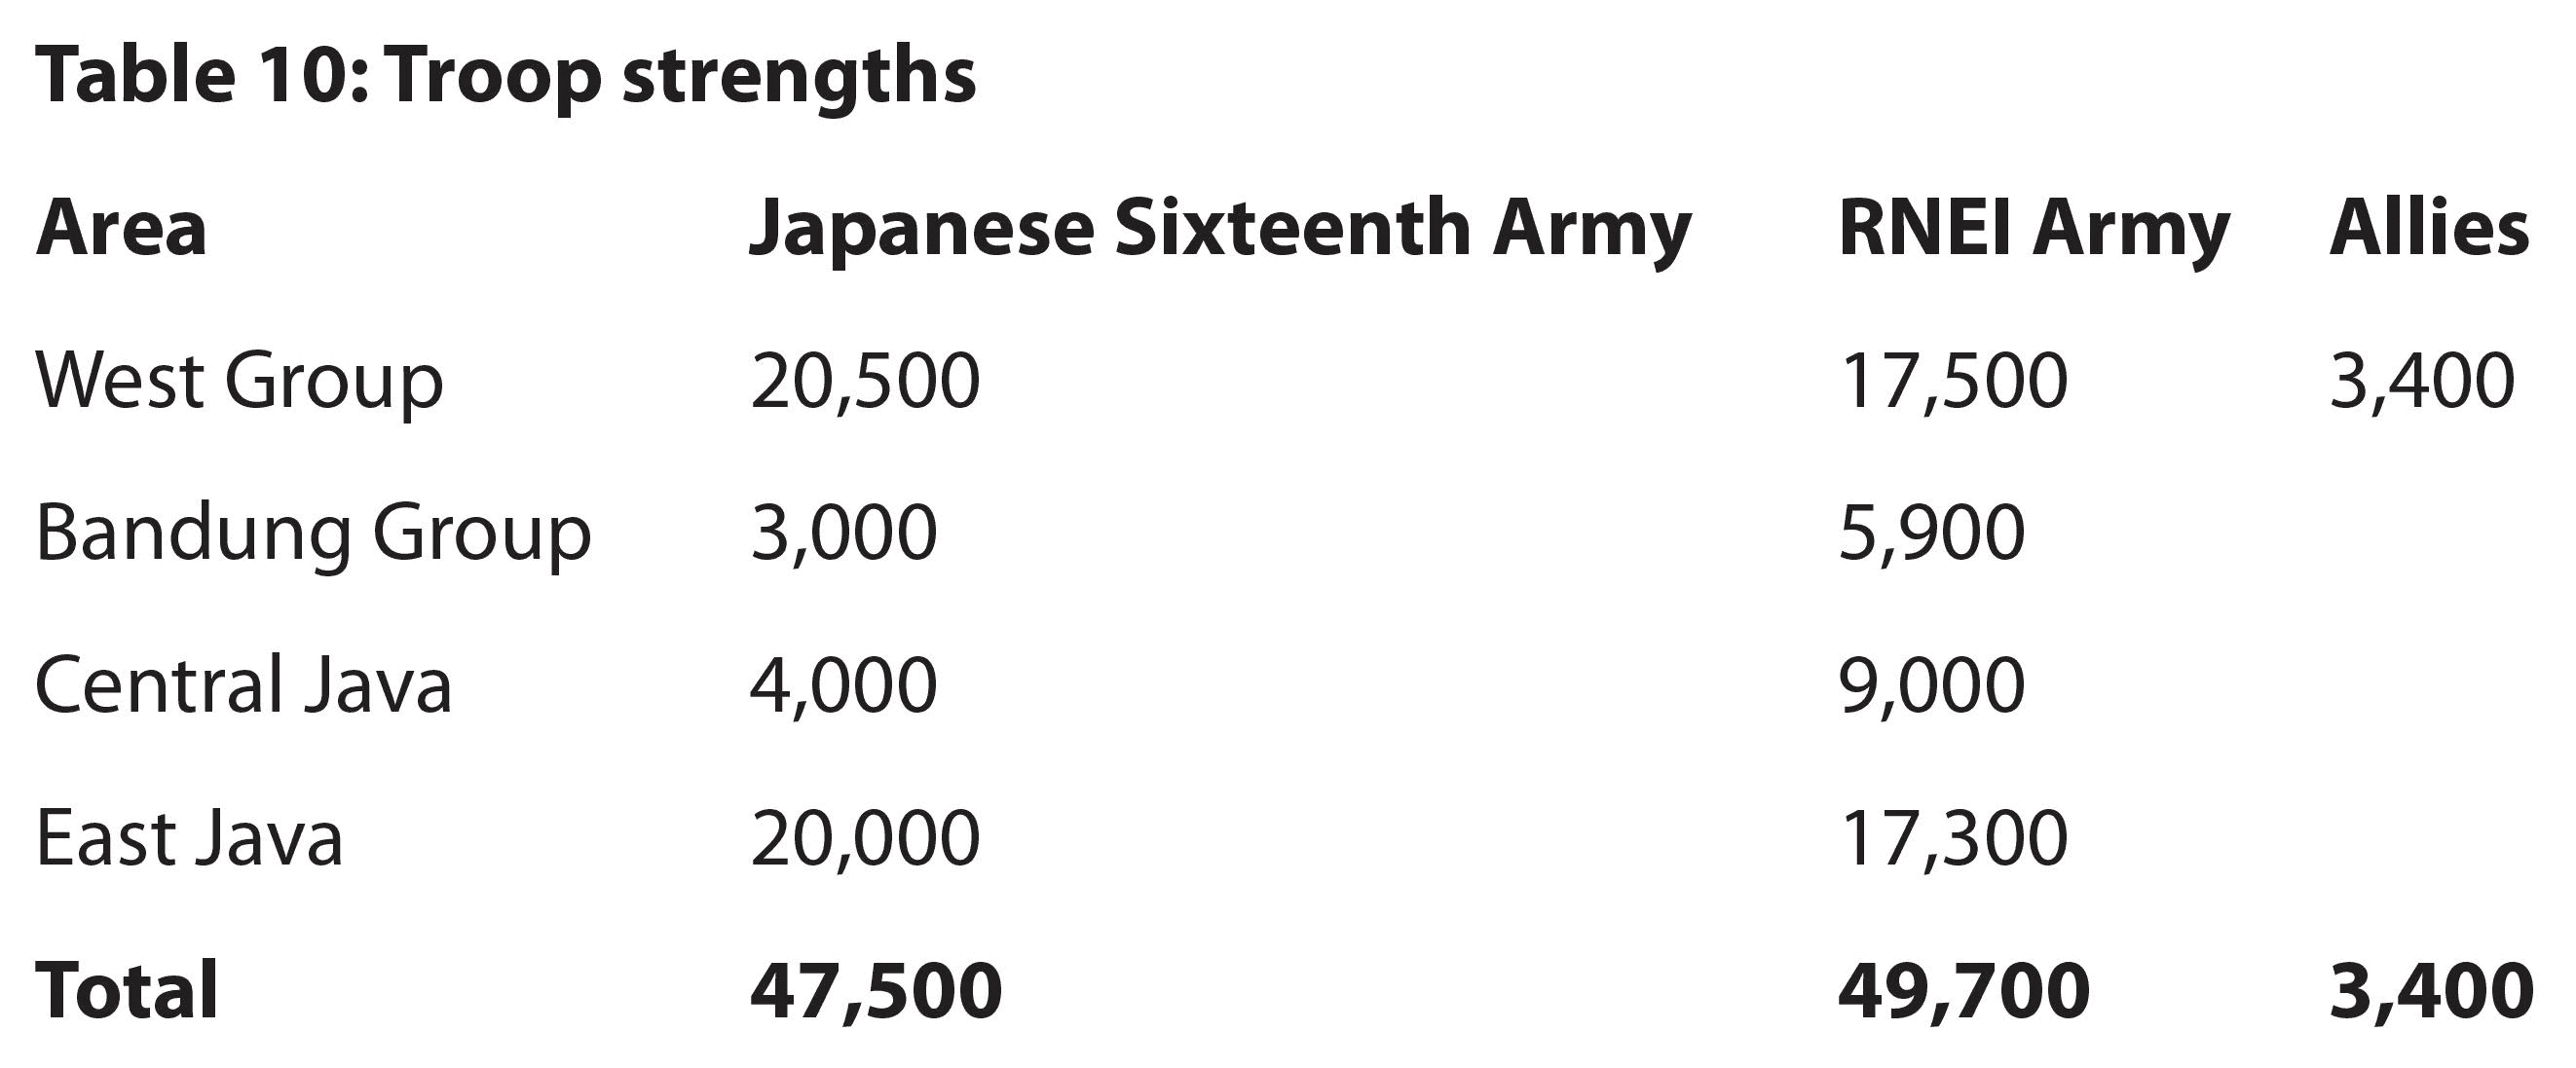 Table 10: Troop strengths
Area Japanese Sixteenth Army RNEI Army Allies
West Group 20,500 17,500 3,400
Bandung Group 3,000 5,900
Central Java 4,000 9,000
East Java 20,000 17,300
Total 47,500 49,700 3,400